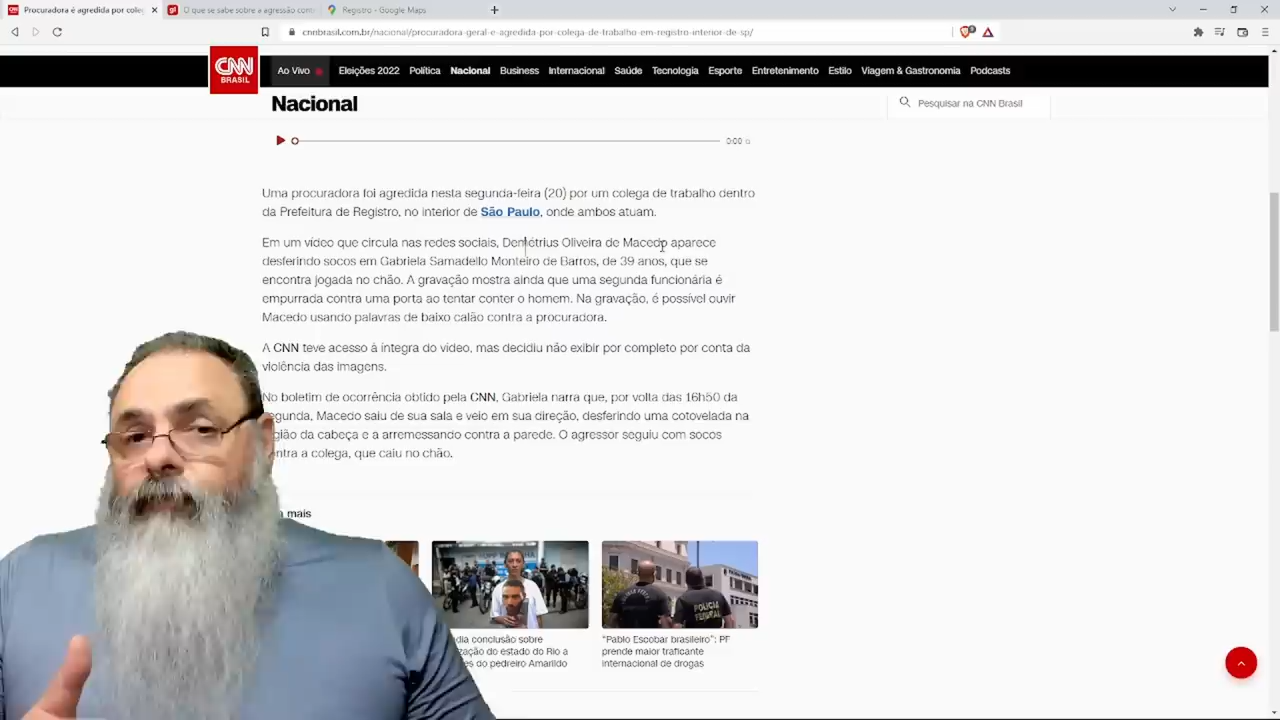 Procuradora é agredida por coleg
O que se sabe sobre a agressão com
Registro - Google Maps
cnnbrasil.com.br/nacional/procuradora-geral-e-agredida-por-colega-de-trabalho-em-registro-interior-de-sp/
CNN BRASIL
Ao Vivo Eleições 2022 Política Nacional Business Internacional Saúde Tecnologia Esporte Entretenimento Estilo Viagem & Gastronomia Podcasts
Nacional
Pesquisar na CNN Brasil
0:00
Uma procuradora foi agredida nesta segunda-feira (20) por um colega de trabalho dentro
da Prefeitura de Registro, no interior de São Paulo, onde ambos atuam.
Em um vídeo que circula nas redes sociais, Demétrius Oliveira de Macedo aparece
desferindo socos em Gabriela Samadello Monteiro de Barros, de 39 anos, que se
encontra jogada no chão. A gravação mostra ainda que uma segunda funcionária é
empurrada contra uma porta ao tentar conter o homem. Na gravação, é possível ouvir
Macedo usando palavras de baixo calão contra a procuradora.
A CNN teve acesso à íntegra do vídeo, mas decidiu não exibir por completo por conta da
violência das imagens.
No boletim de ocorrência obtido pela CNN, Gabriela narra que, por volta das 16h50 da
egunda, Macedo saiu de sua sala e veio em sua direção, desferindo uma cotovelada na
gião da cabeça e a arremessando contra a parede. O agressor seguiu com socos
ntra a colega, que caiu no chão.
mais
dia conclusão sobre
zação do estado do Rio a
es do pedreiro Amarildo
"Pablo Escobar brasileiro": PF
prende maior traficante
internacional de drogas
POLICIA FEDERAL